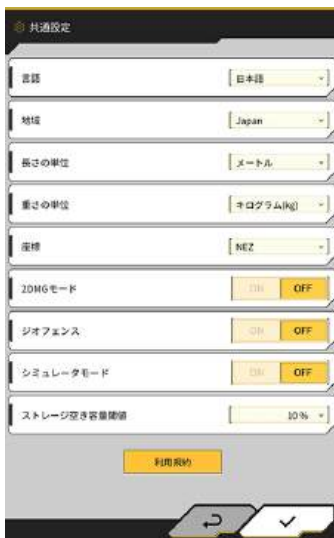 共通設定
言語
日本語
地域
Japan
長さの単位
メートル
重さの単位
キログラム(kg)
座標
NEZ
2DMGモード
ON OFF
ジオフェンス
ON OFF
シミュレータモード
ON OFF
ストレージ空き容量閾値
10 %
利用規約